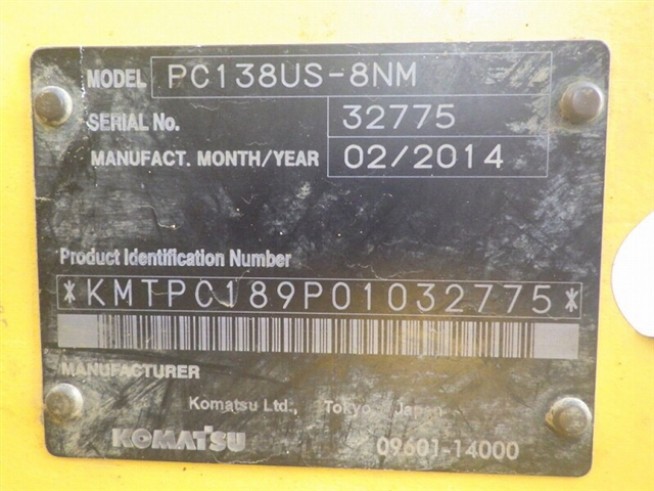 MODEL PC138US-8NM
SERIAL No. 32775
MANUFACT. MONTH/YEAR 02/2014
Product Identification Number
*KMTPC189P01032775*
MANUFACTURER
Komatsu Ltd., Tokyo, Japan
KOMATSU 09601-14000